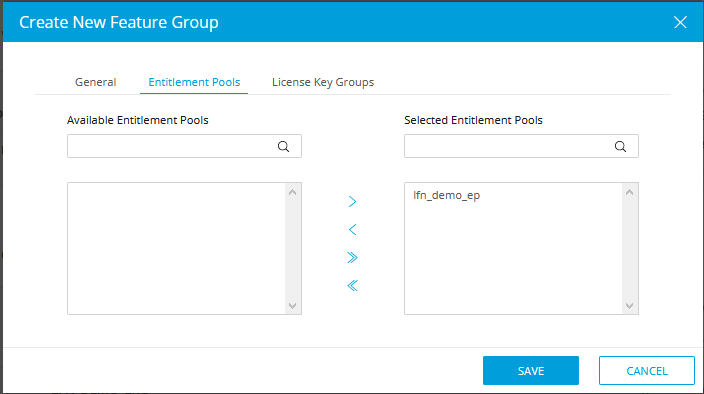 Create New Feature Group
General Entitlement Pools License Key Groups
Available Entitlement Pools Selected Entitlement Pools
lfn_demo_ep
SAVE CANCEL